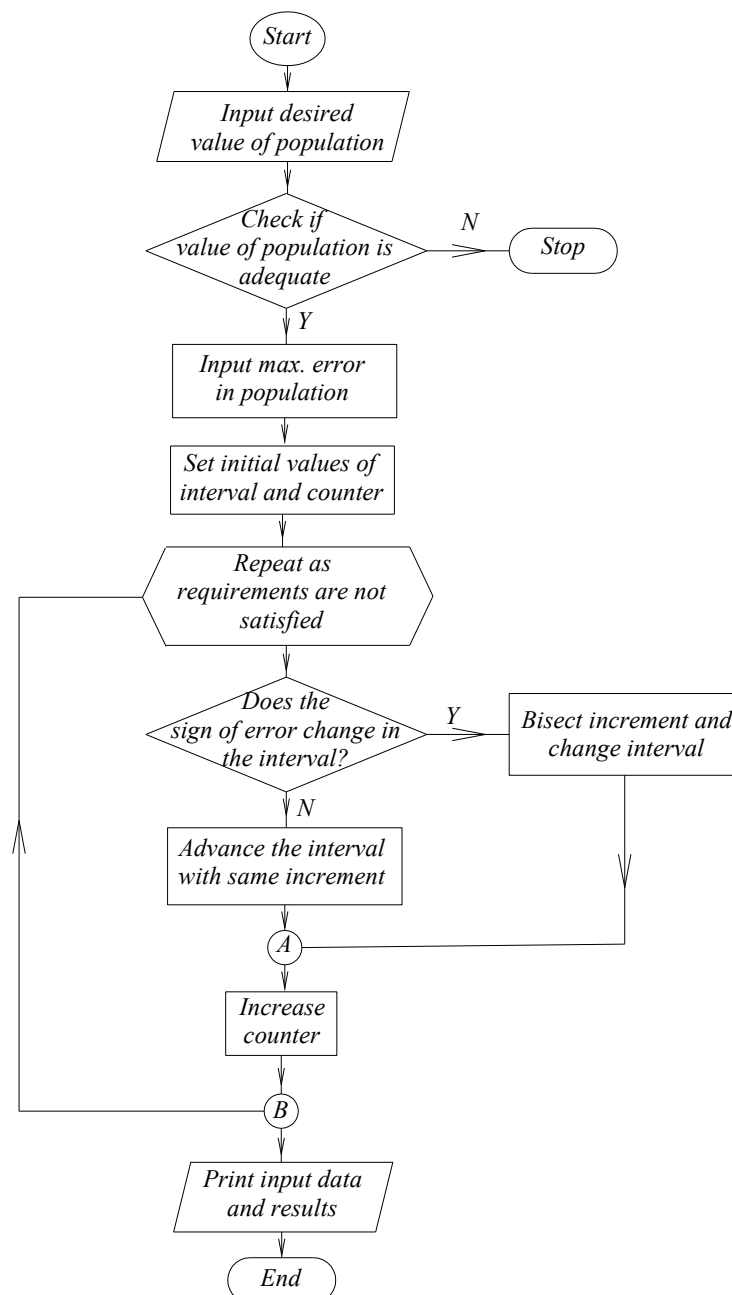 Start
Input desired
value of population
Check if
value of population is
adequate
N
Stop
Y
Input max. error
in population
Set initial values of
interval and counter
Repeat as
requirements are not
satisfied
Does the
sign of error change in
the interval?
Y
Bisect increment and
change interval
N
Advance the interval
with same increment
A
Increase
counter
B
Print input data
and results
End